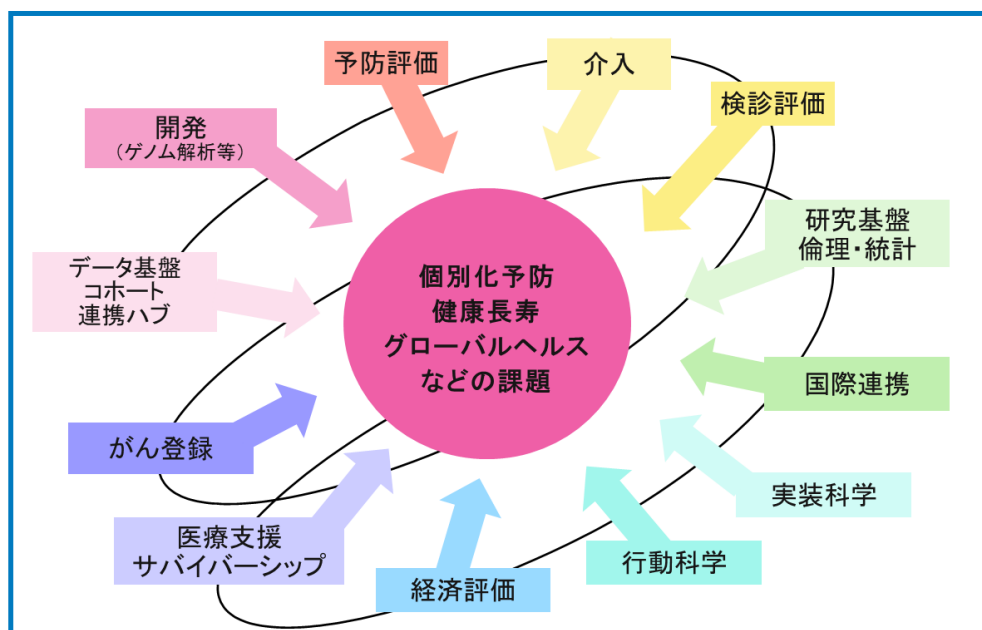 予防評価
介入
検診評価
開発
（ゲノム解析等）
研究基盤
倫理・統計
データ基盤
コホート
連携ハブ
個別化予防
健康長寿
グローバルヘルス
などの課題
国際連携
がん登録
実装科学
医療支援
サバイバーシップ
行動科学
経済評価